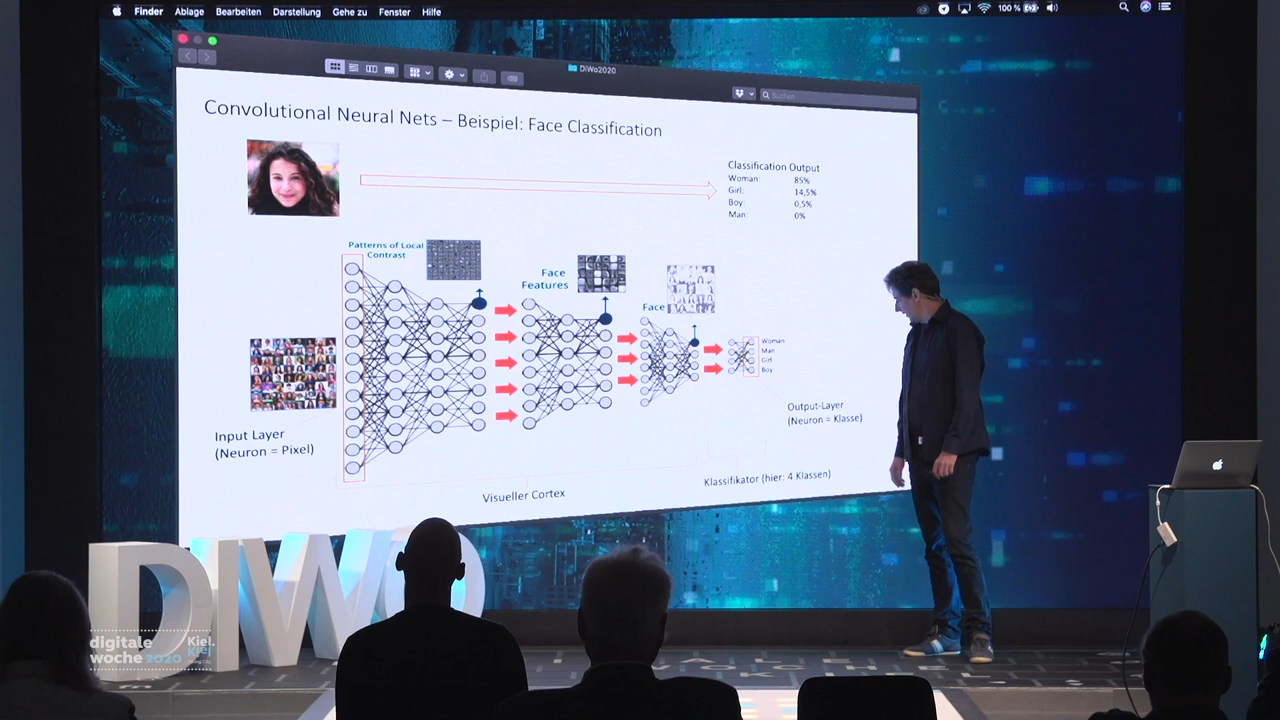 Finder Ablage Bearbeiten Darstellung Gehe zu Fenster Hilfe
100 %
DiWo2020
Suchen
Convolutional Neural Nets – Beispiel: Face Classification
Classification Output
Woman: 85%
Girl: 14,5%
Boy: 0,5%
Man: 0%
Patterns of Local
Contrast
Face
Features
Face
Woman
Man
Girl
Boy
Input Layer
(Neuron = Pixel)
Output-Layer
(Neuron = Klasse)
Visueller Cortex
Klassifikator (hier: 4 Klassen)
DiWO
digitale
woche 2020
Kiel.